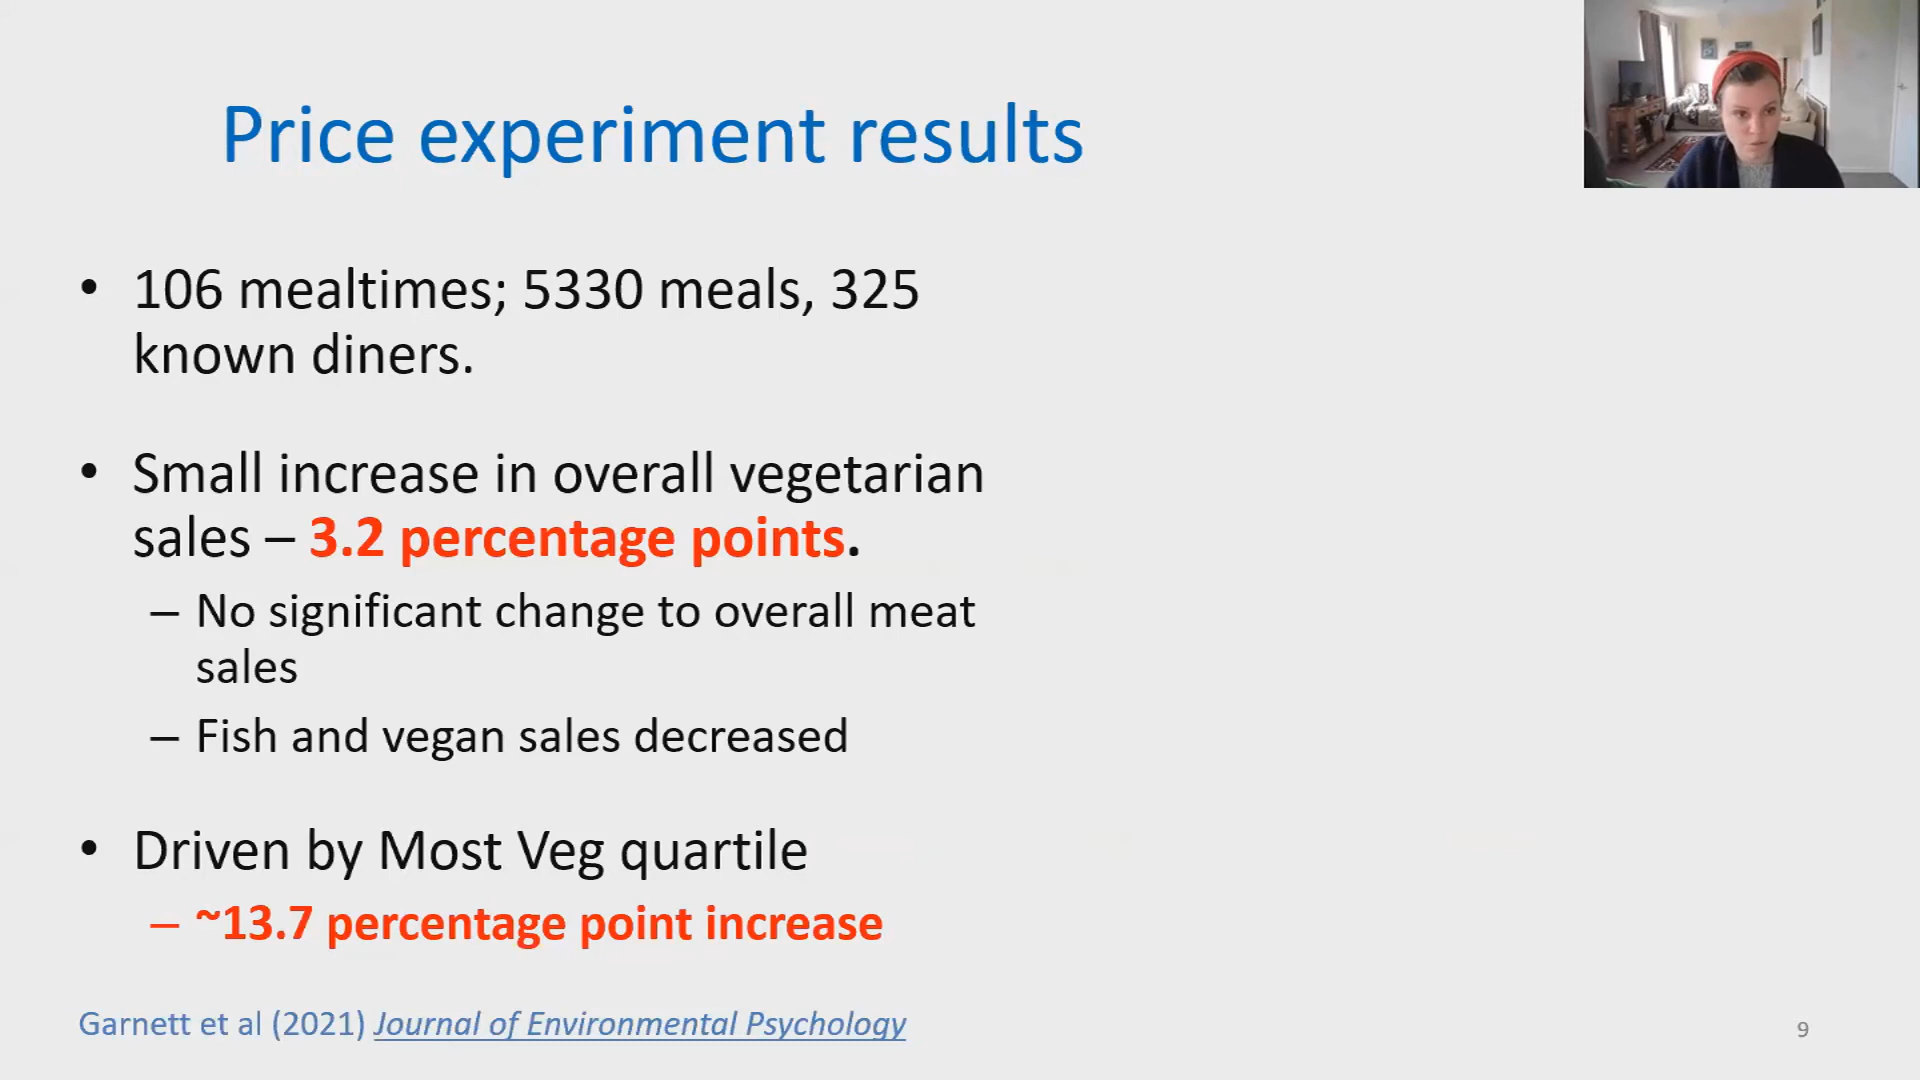 Price experiment results
• 106 mealtimes; 5330 meals, 325
known diners.
• Small increase in overall vegetarian
sales – 3.2 percentage points.
– No significant change to overall meat
sales
– Fish and vegan sales decreased
• Driven by Most Veg quartile
– ~13.7 percentage point increase
Garnett et al (2021) Journal of Environmental Psychology
9